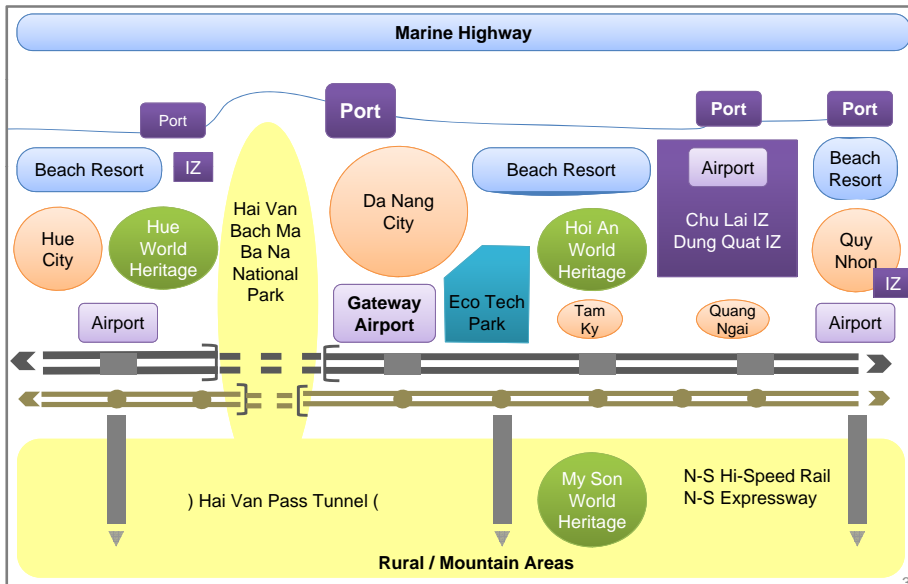 Marine Highway
Port
Port
Port
Port
Beach Resort
IZ
Hai Van
Bach Ma
Ba Na
National
Park
Da Nang
City
Beach Resort
Airport
Chu Lai IZ
Dung Quat IZ
Beach
Resort
Hue
City
Hue
World
Heritage
Hoi An
World
Heritage
Quy
Nhon
IZ
Airport
Gateway
Airport
Eco Tech
Park
Tam
Ky
Quang
Ngai
Airport
) Hai Van Pass Tunnel (
My Son
World
Heritage
N-S Hi-Speed Rail
N-S Expressway
Rural / Mountain Areas